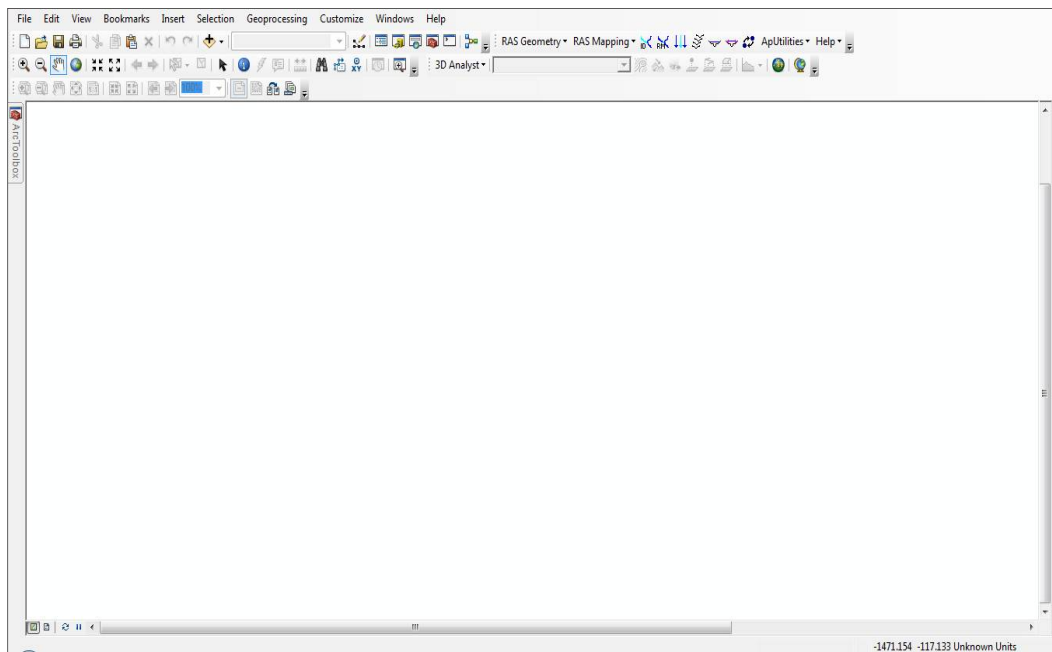 File Edit View Bookmarks Insert Selection Geoprocessing Customize Windows Help
RAS Geometry RAS Mapping ApUtilities Help
3D Analyst
100%
ArcToolbox
-1471.154 -117.133 Unknown Units